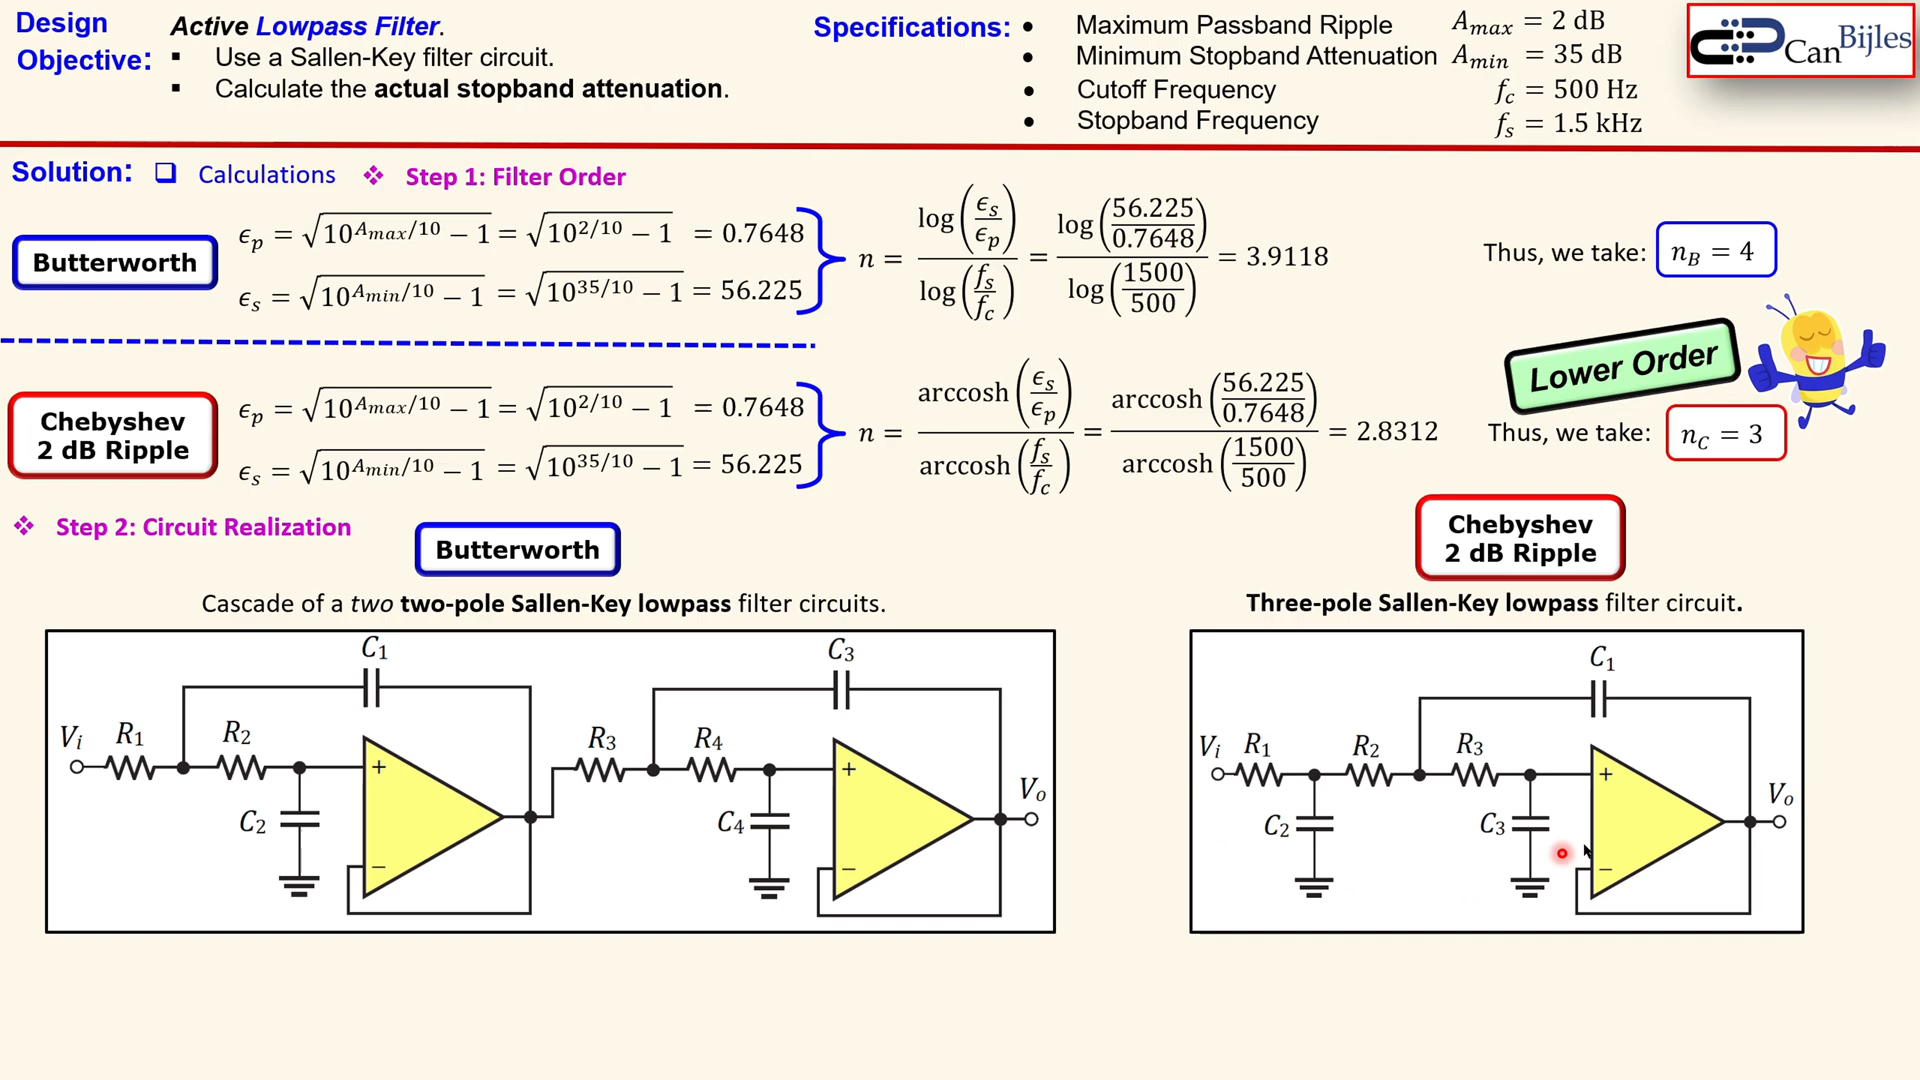 Design Objective:
Active Lowpass Filter.
▪ Use a Sallen-Key filter circuit.
▪ Calculate the actual stopband attenuation.
Specifications:
• Maximum Passband Ripple A_max = 2 dB
• Minimum Stopband Attenuation A_min = 35 dB
• Cutoff Frequency f_c = 500 Hz
• Stopband Frequency f_s = 1.5 kHz
CanBijles
Solution: ❑ Calculations ❖ Step 1: Filter Order
Butterworth
ϵ_p = √(10^(A_max/10) − 1) = √(10^(2/10) − 1) = 0.7648
ϵ_s = √(10^(A_min/10) − 1) = √(10^(35/10) − 1) = 56.225
n = log(ϵ_s/ϵ_p) / log(f_s/f_c) = log(56.225/0.7648) / log(1500/500) = 3.9118
Thus, we take: n_B = 4
Lower Order
Chebyshev
2 dB Ripple
ϵ_p = √(10^(A_max/10) − 1) = √(10^(2/10) − 1) = 0.7648
ϵ_s = √(10^(A_min/10) − 1) = √(10^(35/10) − 1) = 56.225
n = arccosh(ϵ_s/ϵ_p) / arccosh(f_s/f_c) = arccosh(56.225/0.7648) / arccosh(1500/500) = 2.8312
Thus, we take: n_C = 3
❖ Step 2: Circuit Realization
Butterworth
Cascade of a two two-pole Sallen-Key lowpass filter circuits.
C1
C3
Vi R1 R2
R3 R4
+
+
Vo
C2
C4
−
−
Chebyshev
2 dB Ripple
Three-pole Sallen-Key lowpass filter circuit.
C1
Vi R1 R2 R3
+
Vo
C2 C3
−